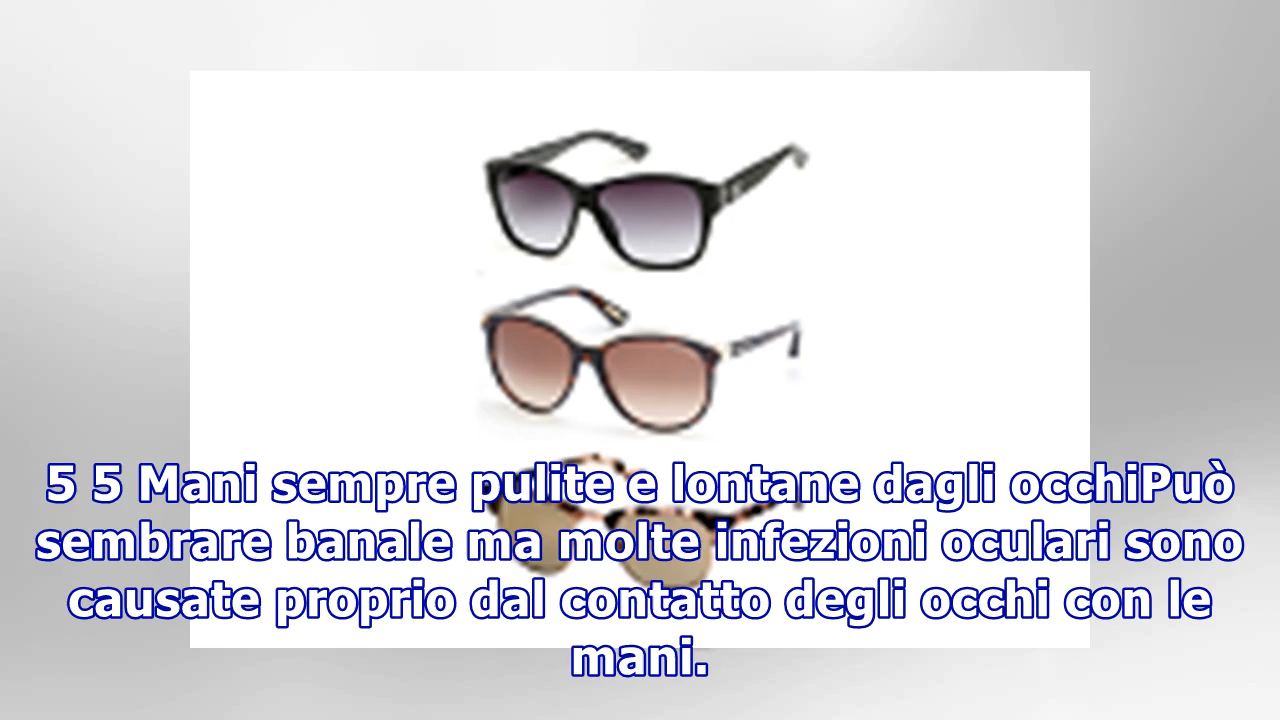 5 5 Mani sempre pulite e lontane dagli occhiPuò
sembrare banale ma molte infezioni oculari sono
causate proprio dal contatto degli occhi con le
mani.